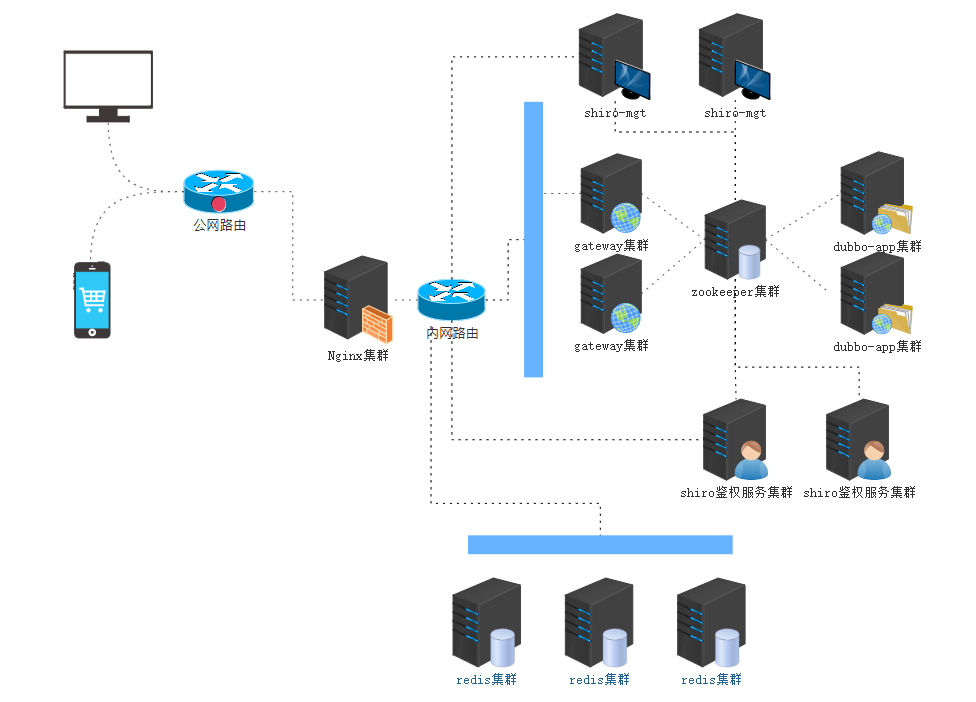 shiro-mgt
shiro-mgt
公网路由
gateway集群
dubbo-app集群
zookeeper集群
内网路由
gateway集群
dubbo-app集群
Nginx集群
shiro鉴权服务集群
shiro鉴权服务集群
redis集群
redis集群
redis集群